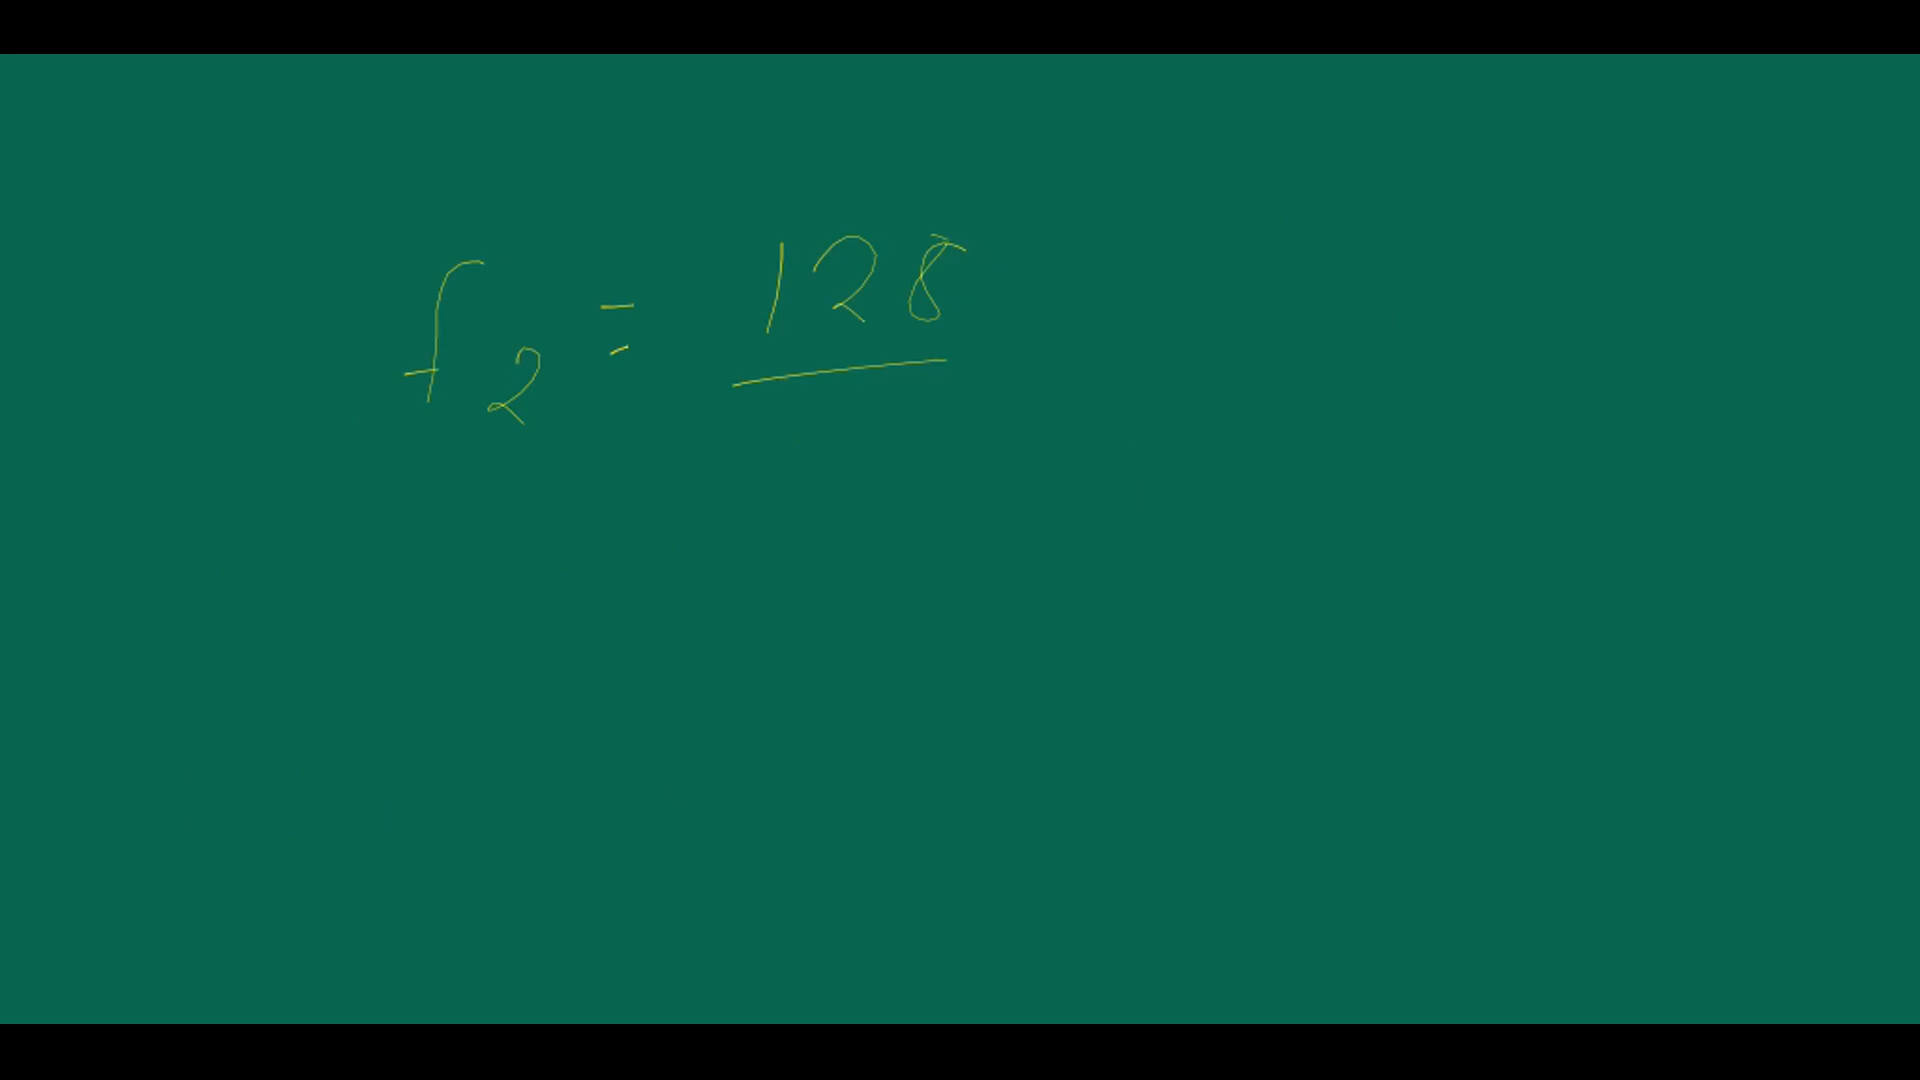 f₂ = 128